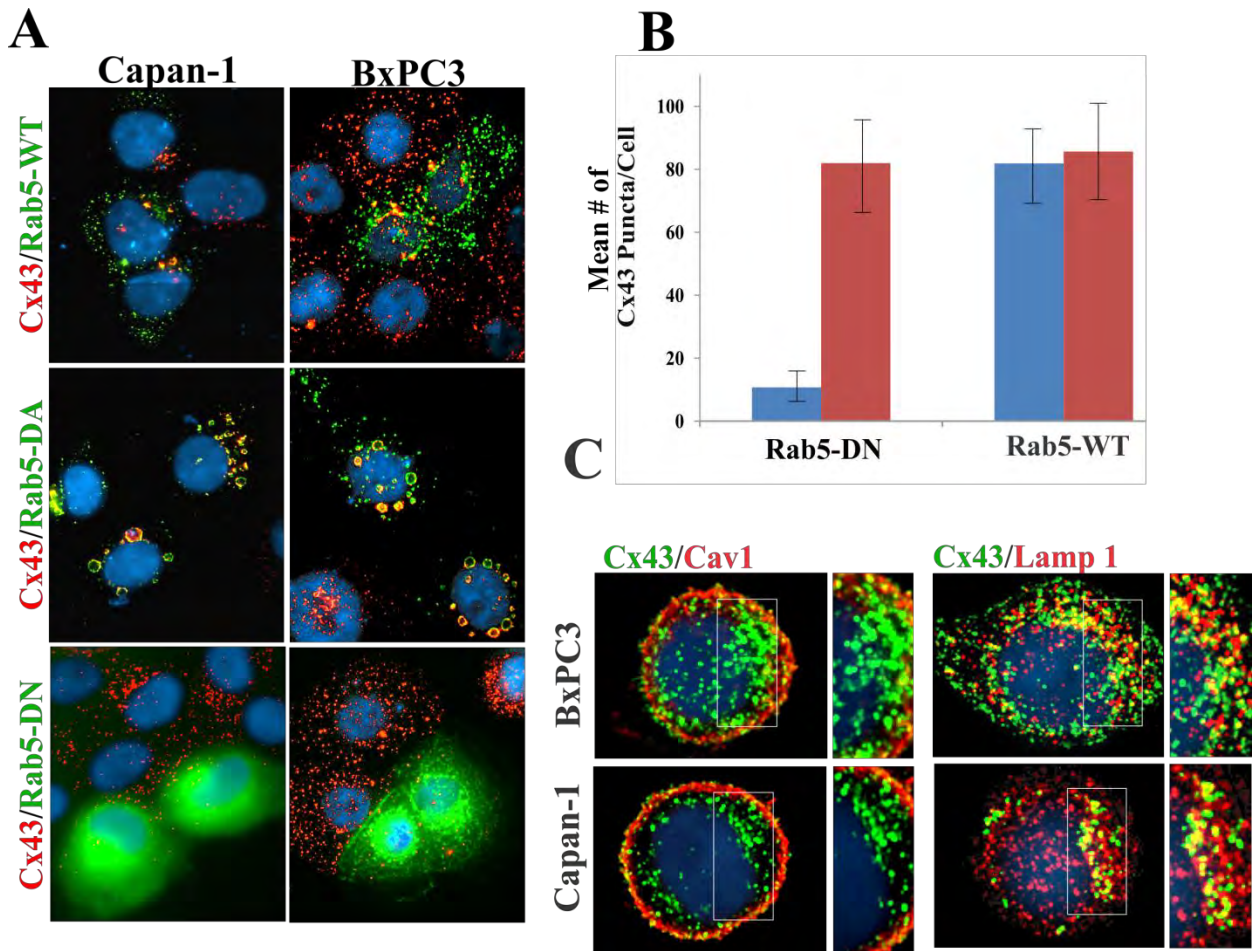 A
Capan-1
BxPC3
Cx43/Rab5-WT
Cx43/Rab5-DA
Cx43/Rab5-DN
B
Mean # of
Cx43 Puncta/Cell
100
80
60
40
20
0
Rab5-DN
Rab5-WT
C
Cx43/Cav1
Cx43/Lamp 1
BxPC3
Capan-1